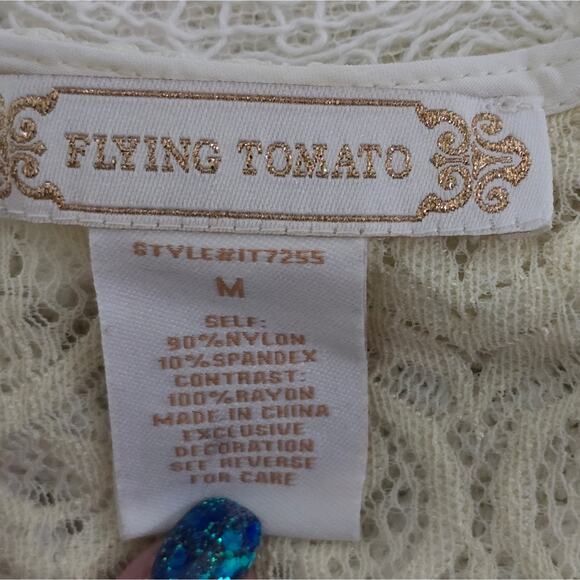 FLYING TOMATO
STYLE#IT7255
M
SELF:
90%NYLON
10%SPANDEX
CONTRAST:
100%RAYON
MADE IN CHINA
EXCLUSIVE
DECORATION
SEE REVERSE
FOR CARE